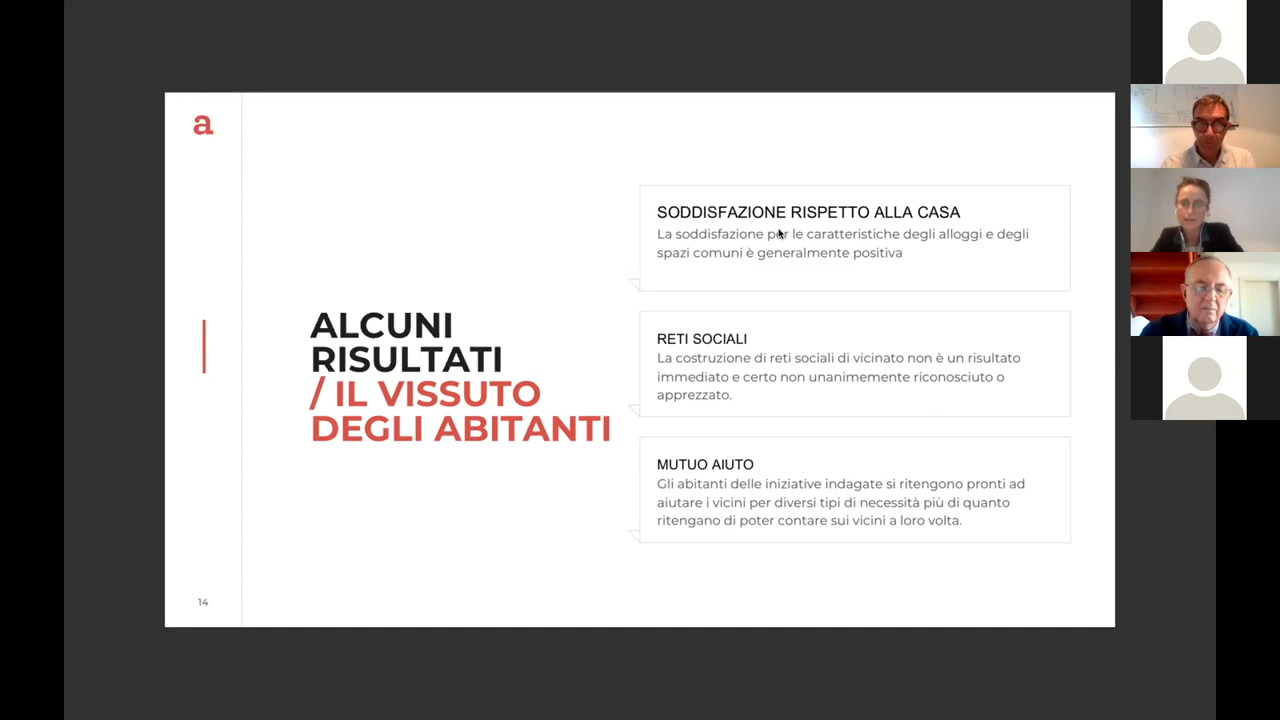 a
ALCUNI
RISULTATI
/ IL VISSUTO
DEGLI ABITANTI
SODDISFAZIONE RISPETTO ALLA CASA
La soddisfazione per le caratteristiche degli alloggi e degli
spazi comuni è generalmente positiva
RETI SOCIALI
La costruzione di reti sociali di vicinato non è un risultato
immediato e certo non unanimemente riconosciuto o
apprezzato.
MUTUO AIUTO
Gli abitanti delle iniziative indagate si ritengono pronti ad
aiutare i vicini per diversi tipi di necessità più di quanto
ritengano di poter contare sui vicini a loro volta.
14